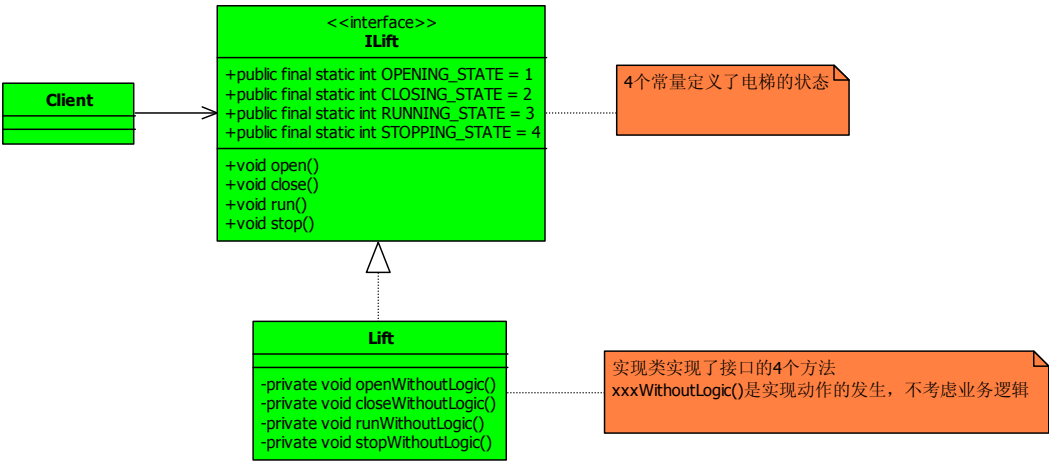 <<interface>>
ILift
+public final static int OPENING_STATE = 1
+public final static int CLOSING_STATE = 2
+public final static int RUNNING_STATE = 3
+public final static int STOPPING_STATE = 4
+void open()
+void close()
+void run()
+void stop()
Client
4个常量定义了电梯的状态
Lift
-private void openWithoutLogic()
-private void closeWithoutLogic()
-private void runWithoutLogic()
-private void stopWithoutLogic()
实现类实现了接口的4个方法
xxxWithoutLogic()是实现动作的发生，不考虑业务逻辑